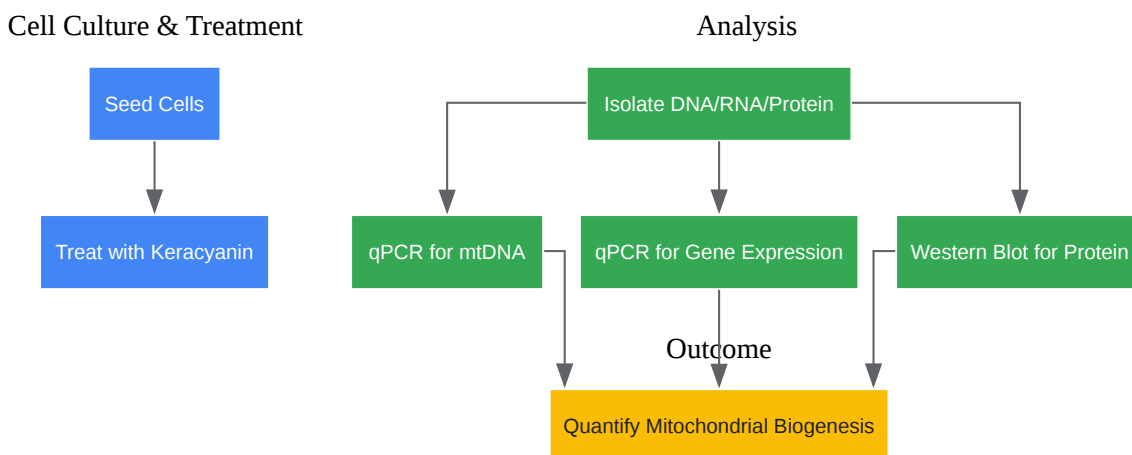 Cell Culture & Treatment
Analysis
Seed Cells
Isolate DNA/RNA/Protein
Treat with Keracyanin
qPCR for mtDNA
qPCR for Gene Expression
Western Blot for Protein
Outcome
Quantify Mitochondrial Biogenesis